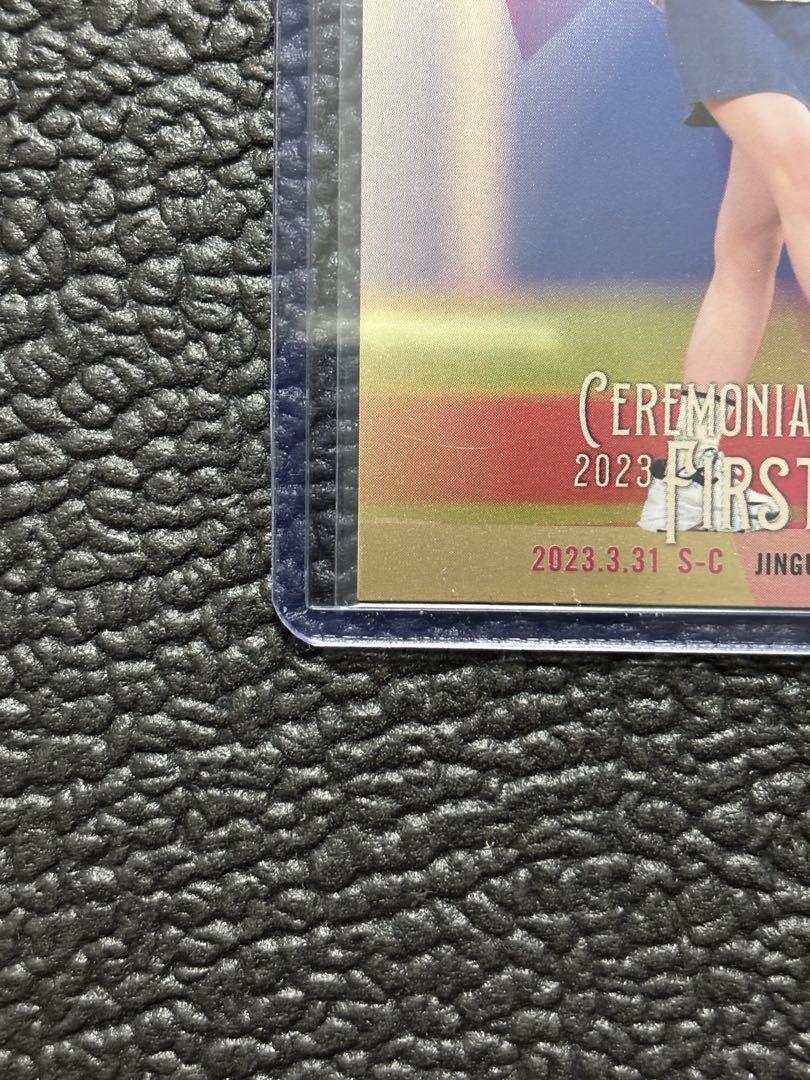 CEREMONIA
2023 FIRST
2023.3.31 S-C JINGU